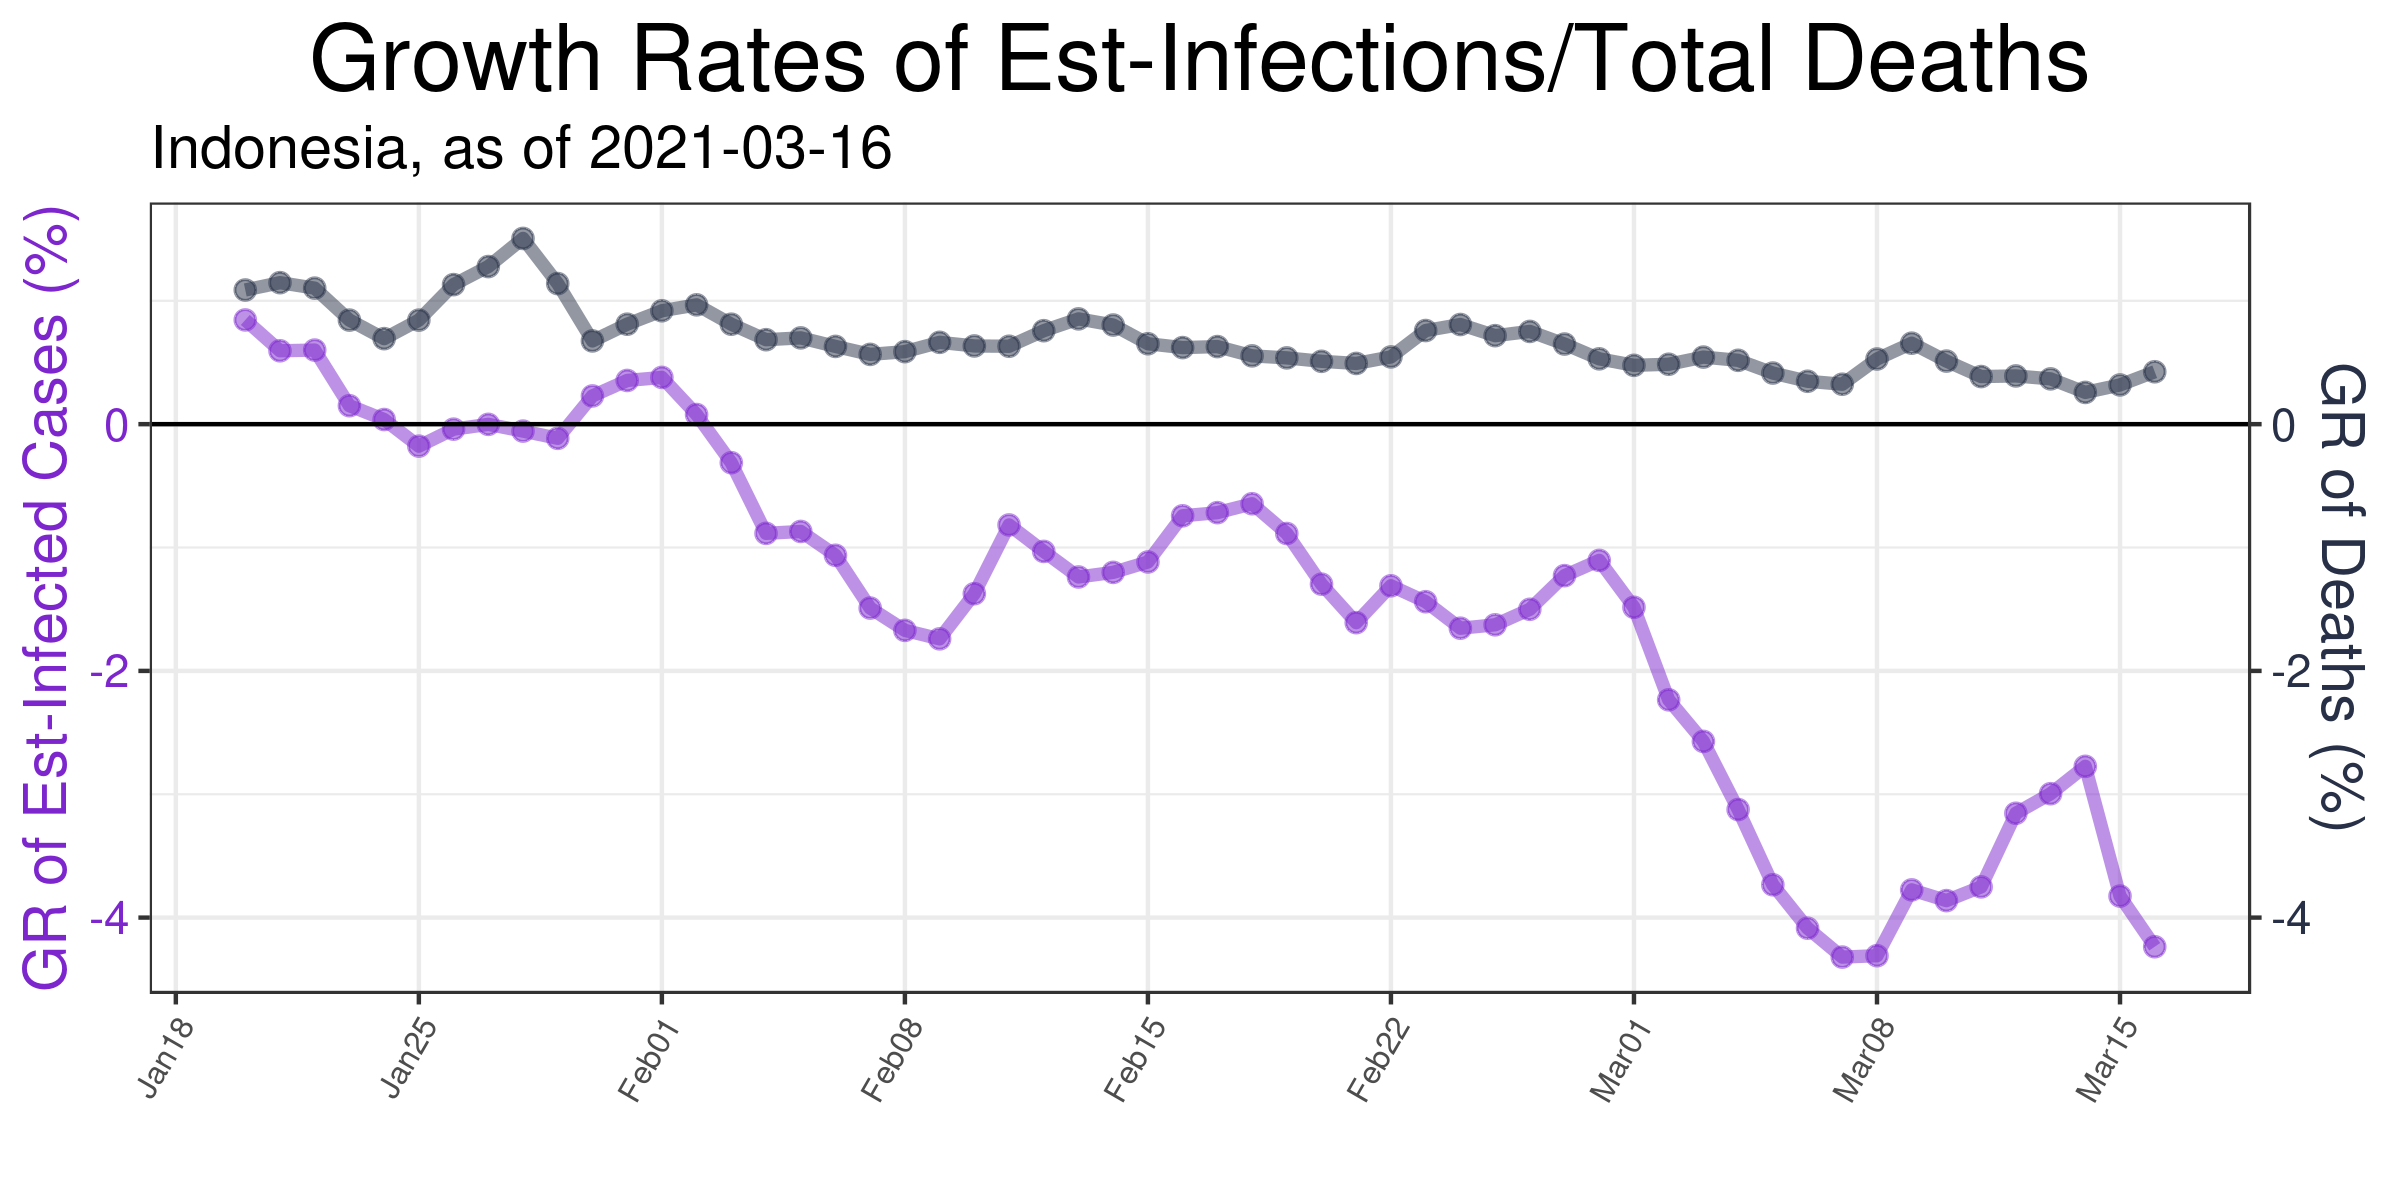 Growth Rates of Est-Infections/Total Deaths
Indonesia, as of 2021-03-16
GR of Est-Infected Cases (%)
0
-2
-4
0
-2
-4
GR of Deaths (%)
Jan18
Jan25
Feb01
Feb08
Feb15
Feb22
Mar01
Mar08
Mar15